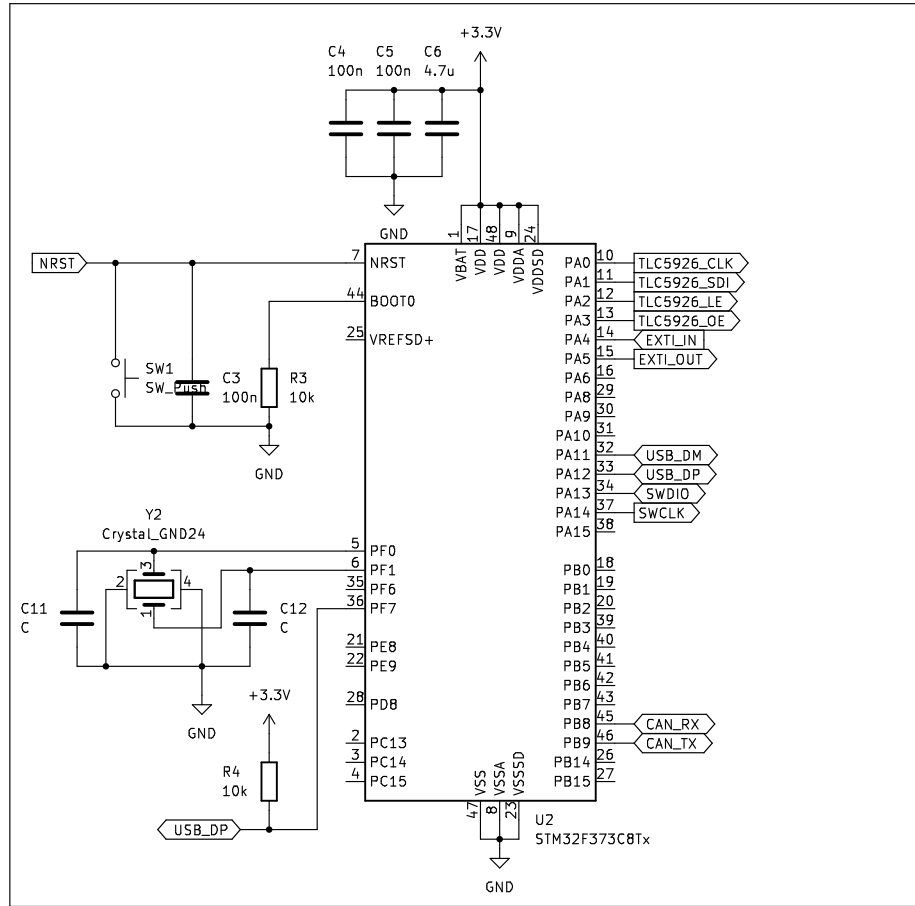 +3.3V
C4
100n
C5
100n
C6
4.7u
GND
1
17
48
9
24
VBAT
VDD
VDD
VDDA
VDDSD
NRST
7
NRST
44
BOOT0
25
VREFSD+
SW1
SW_Push
C3
100n
R3
10k
GND
Y2
Crystal_GND24
3
2
4
1
C11
C
C12
C
GND
5
PF0
6
PF1
35
PF6
36
PF7
21
PE8
22
PE9
28
PD8
2
PC13
3
PC14
4
PC15
+3.3V
R4
10k
USB_DP
PA0
10
TLC5926_CLK
PA1
11
TLC5926_SDI
PA2
12
TLC5926_LE
PA3
13
TLC5926_OE
PA4
14
EXTI_IN
PA5
15
EXTI_OUT
PA6
16
PA8
29
PA9
30
PA10
31
PA11
32
USB_DM
PA12
33
USB_DP
PA13
34
SWDIO
PA14
37
SWCLK
PA15
38
PB0
18
PB1
19
PB2
20
PB3
39
PB4
40
PB5
41
PB6
42
PB7
43
PB8
45
CAN_RX
PB9
46
CAN_TX
PB14
26
PB15
27
VSS
VSSA
VSSSD
47
8
23
U2
STM32F373C8Tx
GND